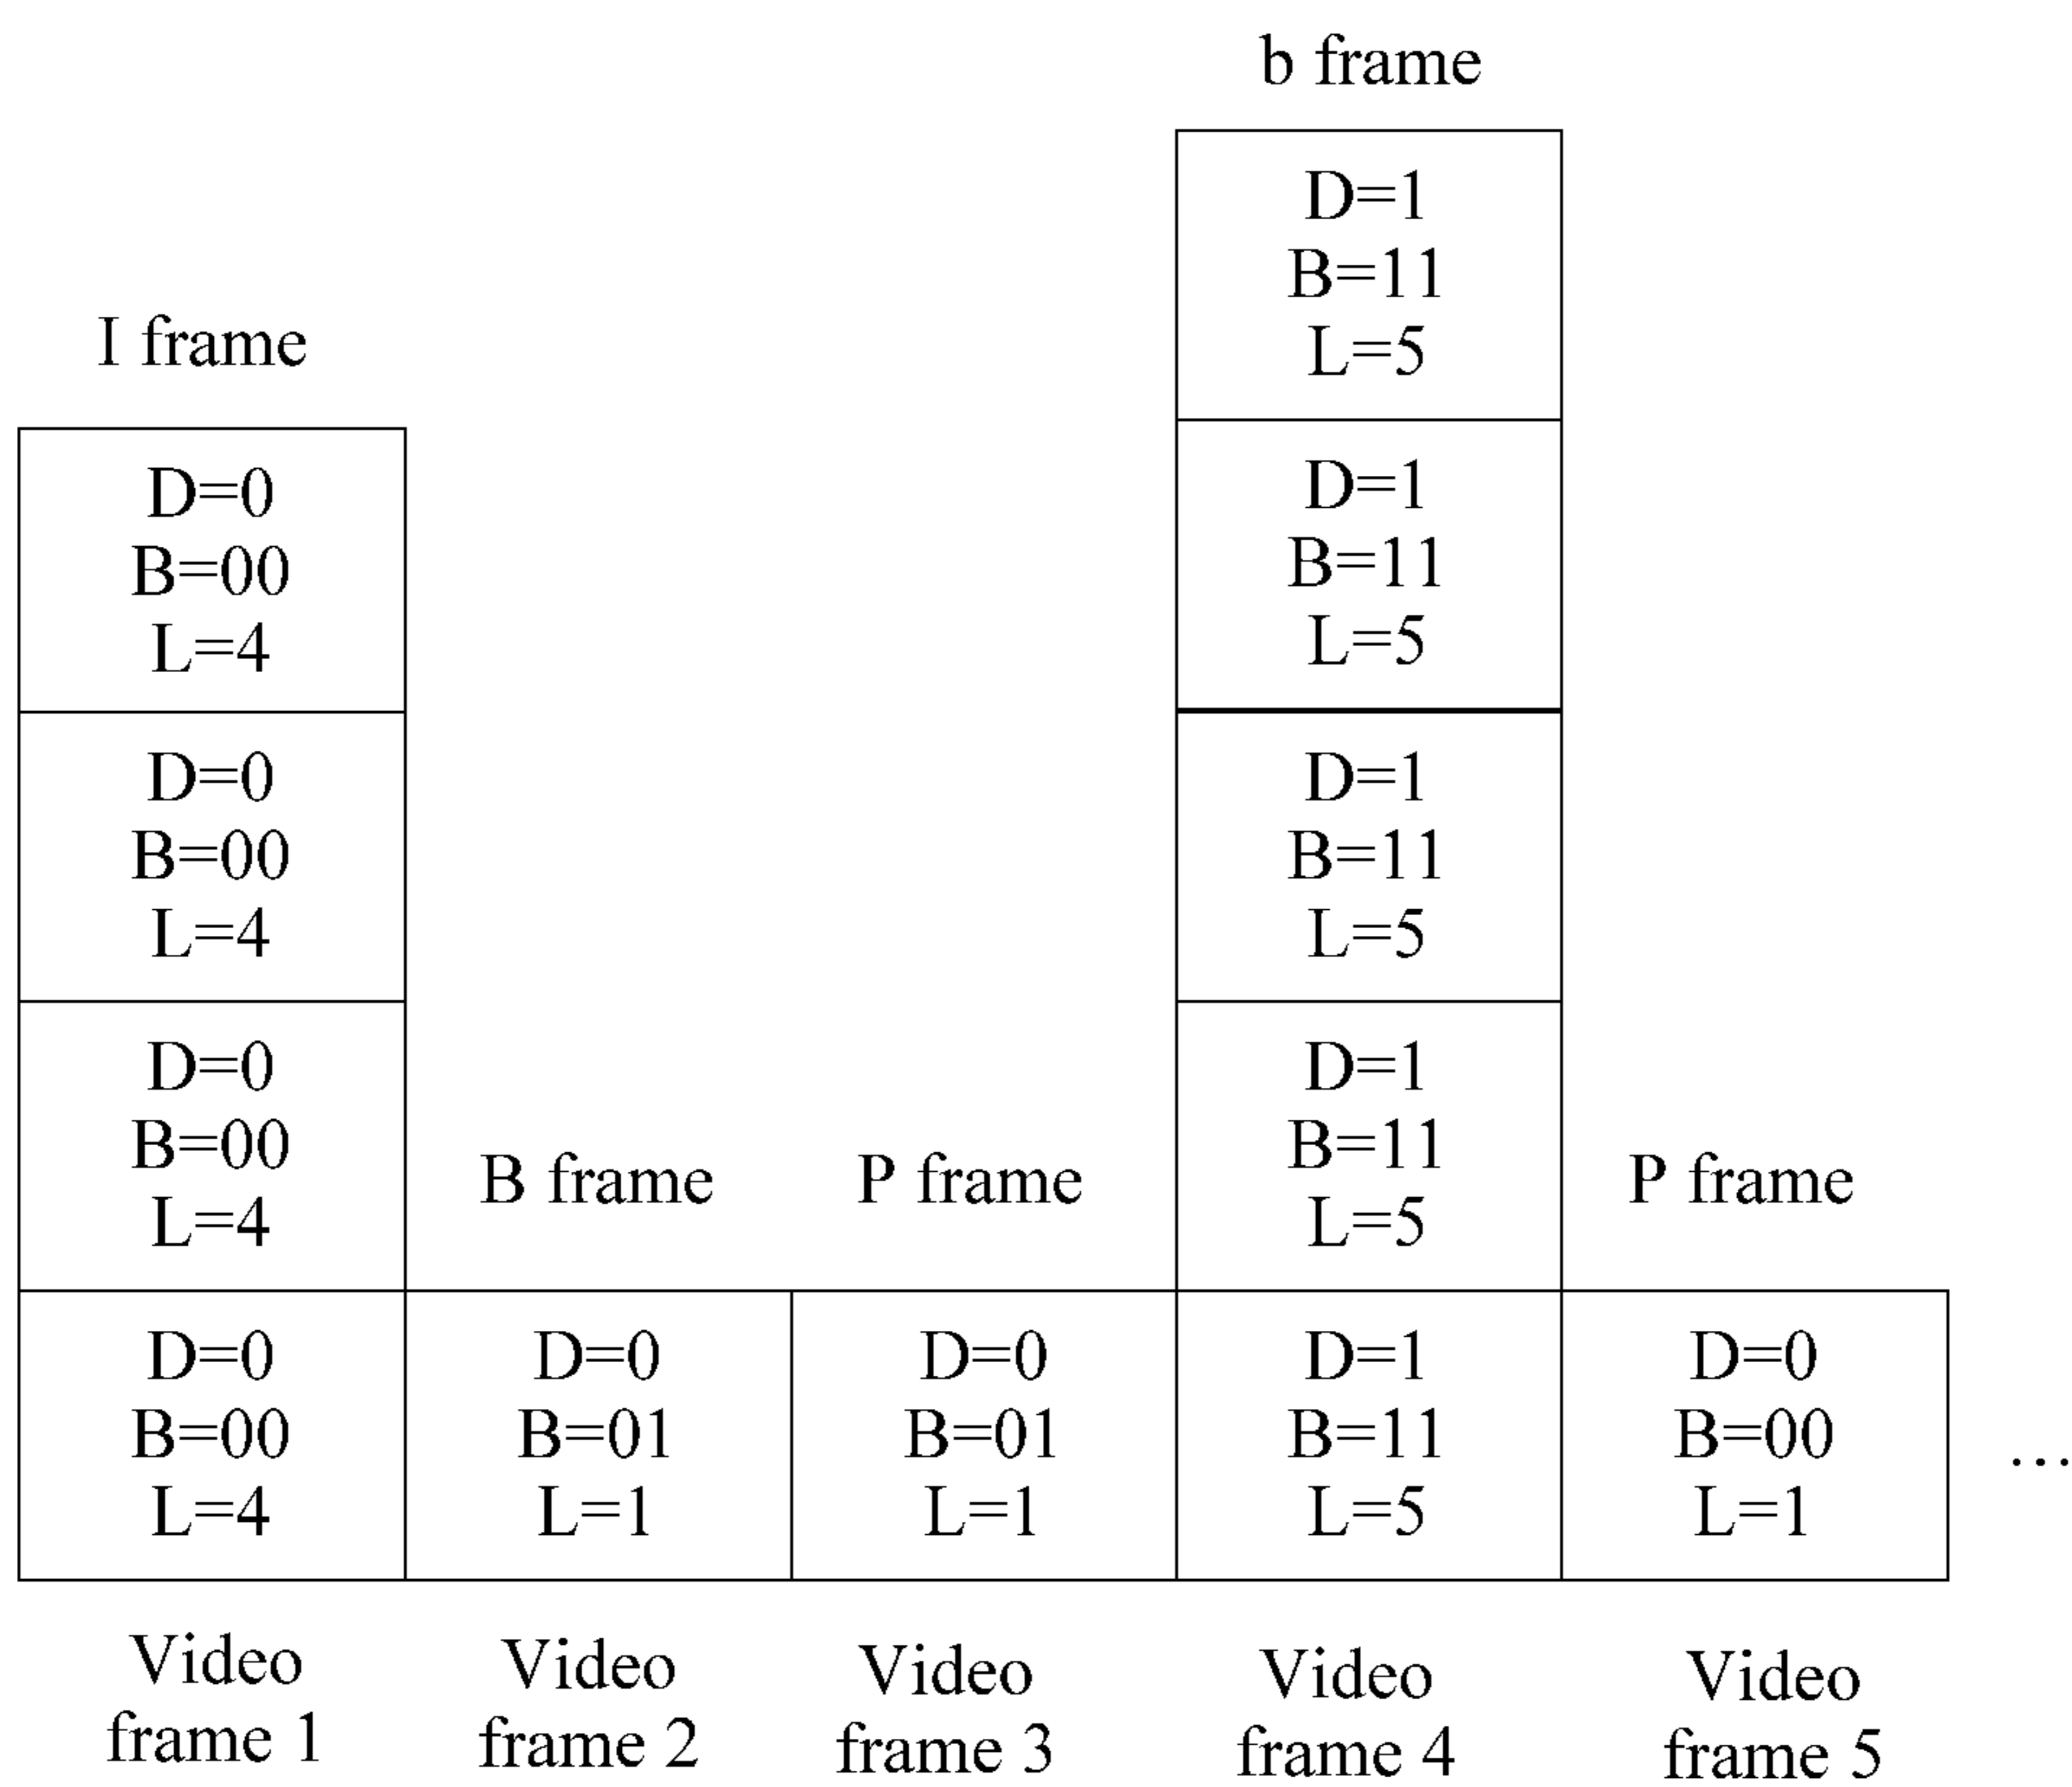 b frame
D=1
B=11
L=5
I frame
D=0
B=00
L=4
D=1
B=11
L=5
D=0
B=00
L=4
D=1
B=11
L=5
D=0
B=00
L=4
D=1
B=11
L=5
B frame
P frame
P frame
D=0
B=00
L=4
D=0
B=01
L=1
D=0
B=01
L=1
D=1
B=11
L=5
D=0
B=00
L=1
...
Video
frame 1
Video
frame 2
Video
frame 3
Video
frame 4
Video
frame 5